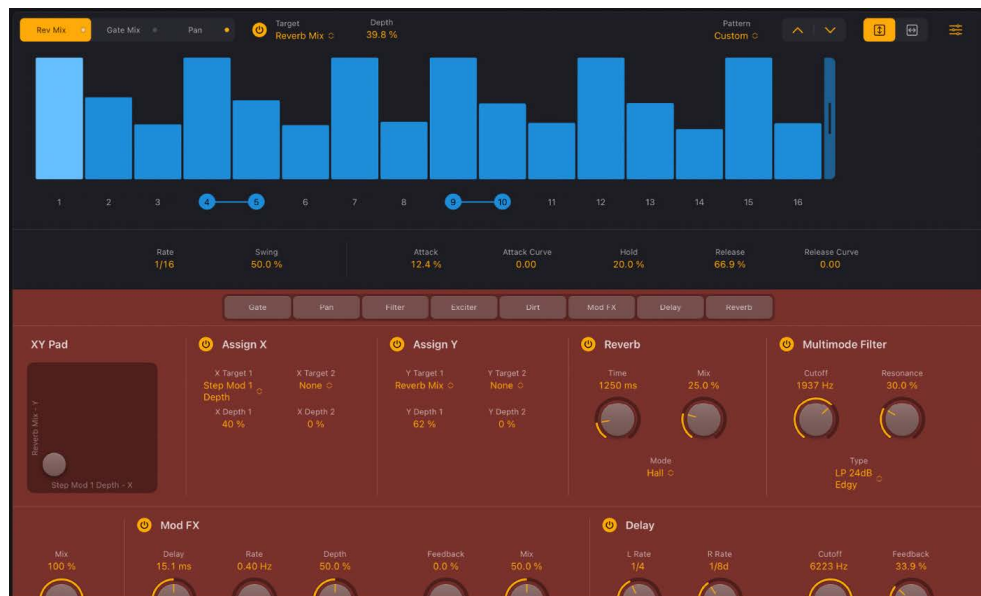 Rev Mix Gate Mix Pan Target Depth Pattern
Reverb Mix 39.8 % Custom
1 2 3 4 5 6 7 8 9 10 11 12 13 14 15 16
Rate Swing Attack Attack Curve Hold Release Release Curve
1/16 50.0 % 12.4 % 0.00 20.0 % 66.9 % 0.00
Gate Pan Filter Exciter Dirt Mod FX Delay Reverb
XY Pad Assign X Assign Y Reverb Multimode Filter
X Target 1 X Target 2 Y Target 1 Y Target 2 Time Mix Cutoff Resonance
Step Mod 1 None Reverb Mix None 1250 ms 25.0 % 1937 Hz 30.0 %
Depth
X Depth 1 X Depth 2 Y Depth 1 Y Depth 2
40 % 0 % 62 % 0 %
Reverb Mix - Y
Mode Type
Hall LP 24dB
Edgy
Step Mod 1 Depth - X
Mod FX Delay
Mix Delay Rate Depth Feedback Mix L Rate R Rate Cutoff Feedback
100 % 15.1 ms 0.40 Hz 50.0 % 0.0 % 50.0 % 1/4 1/8d 6223 Hz 33.9 %